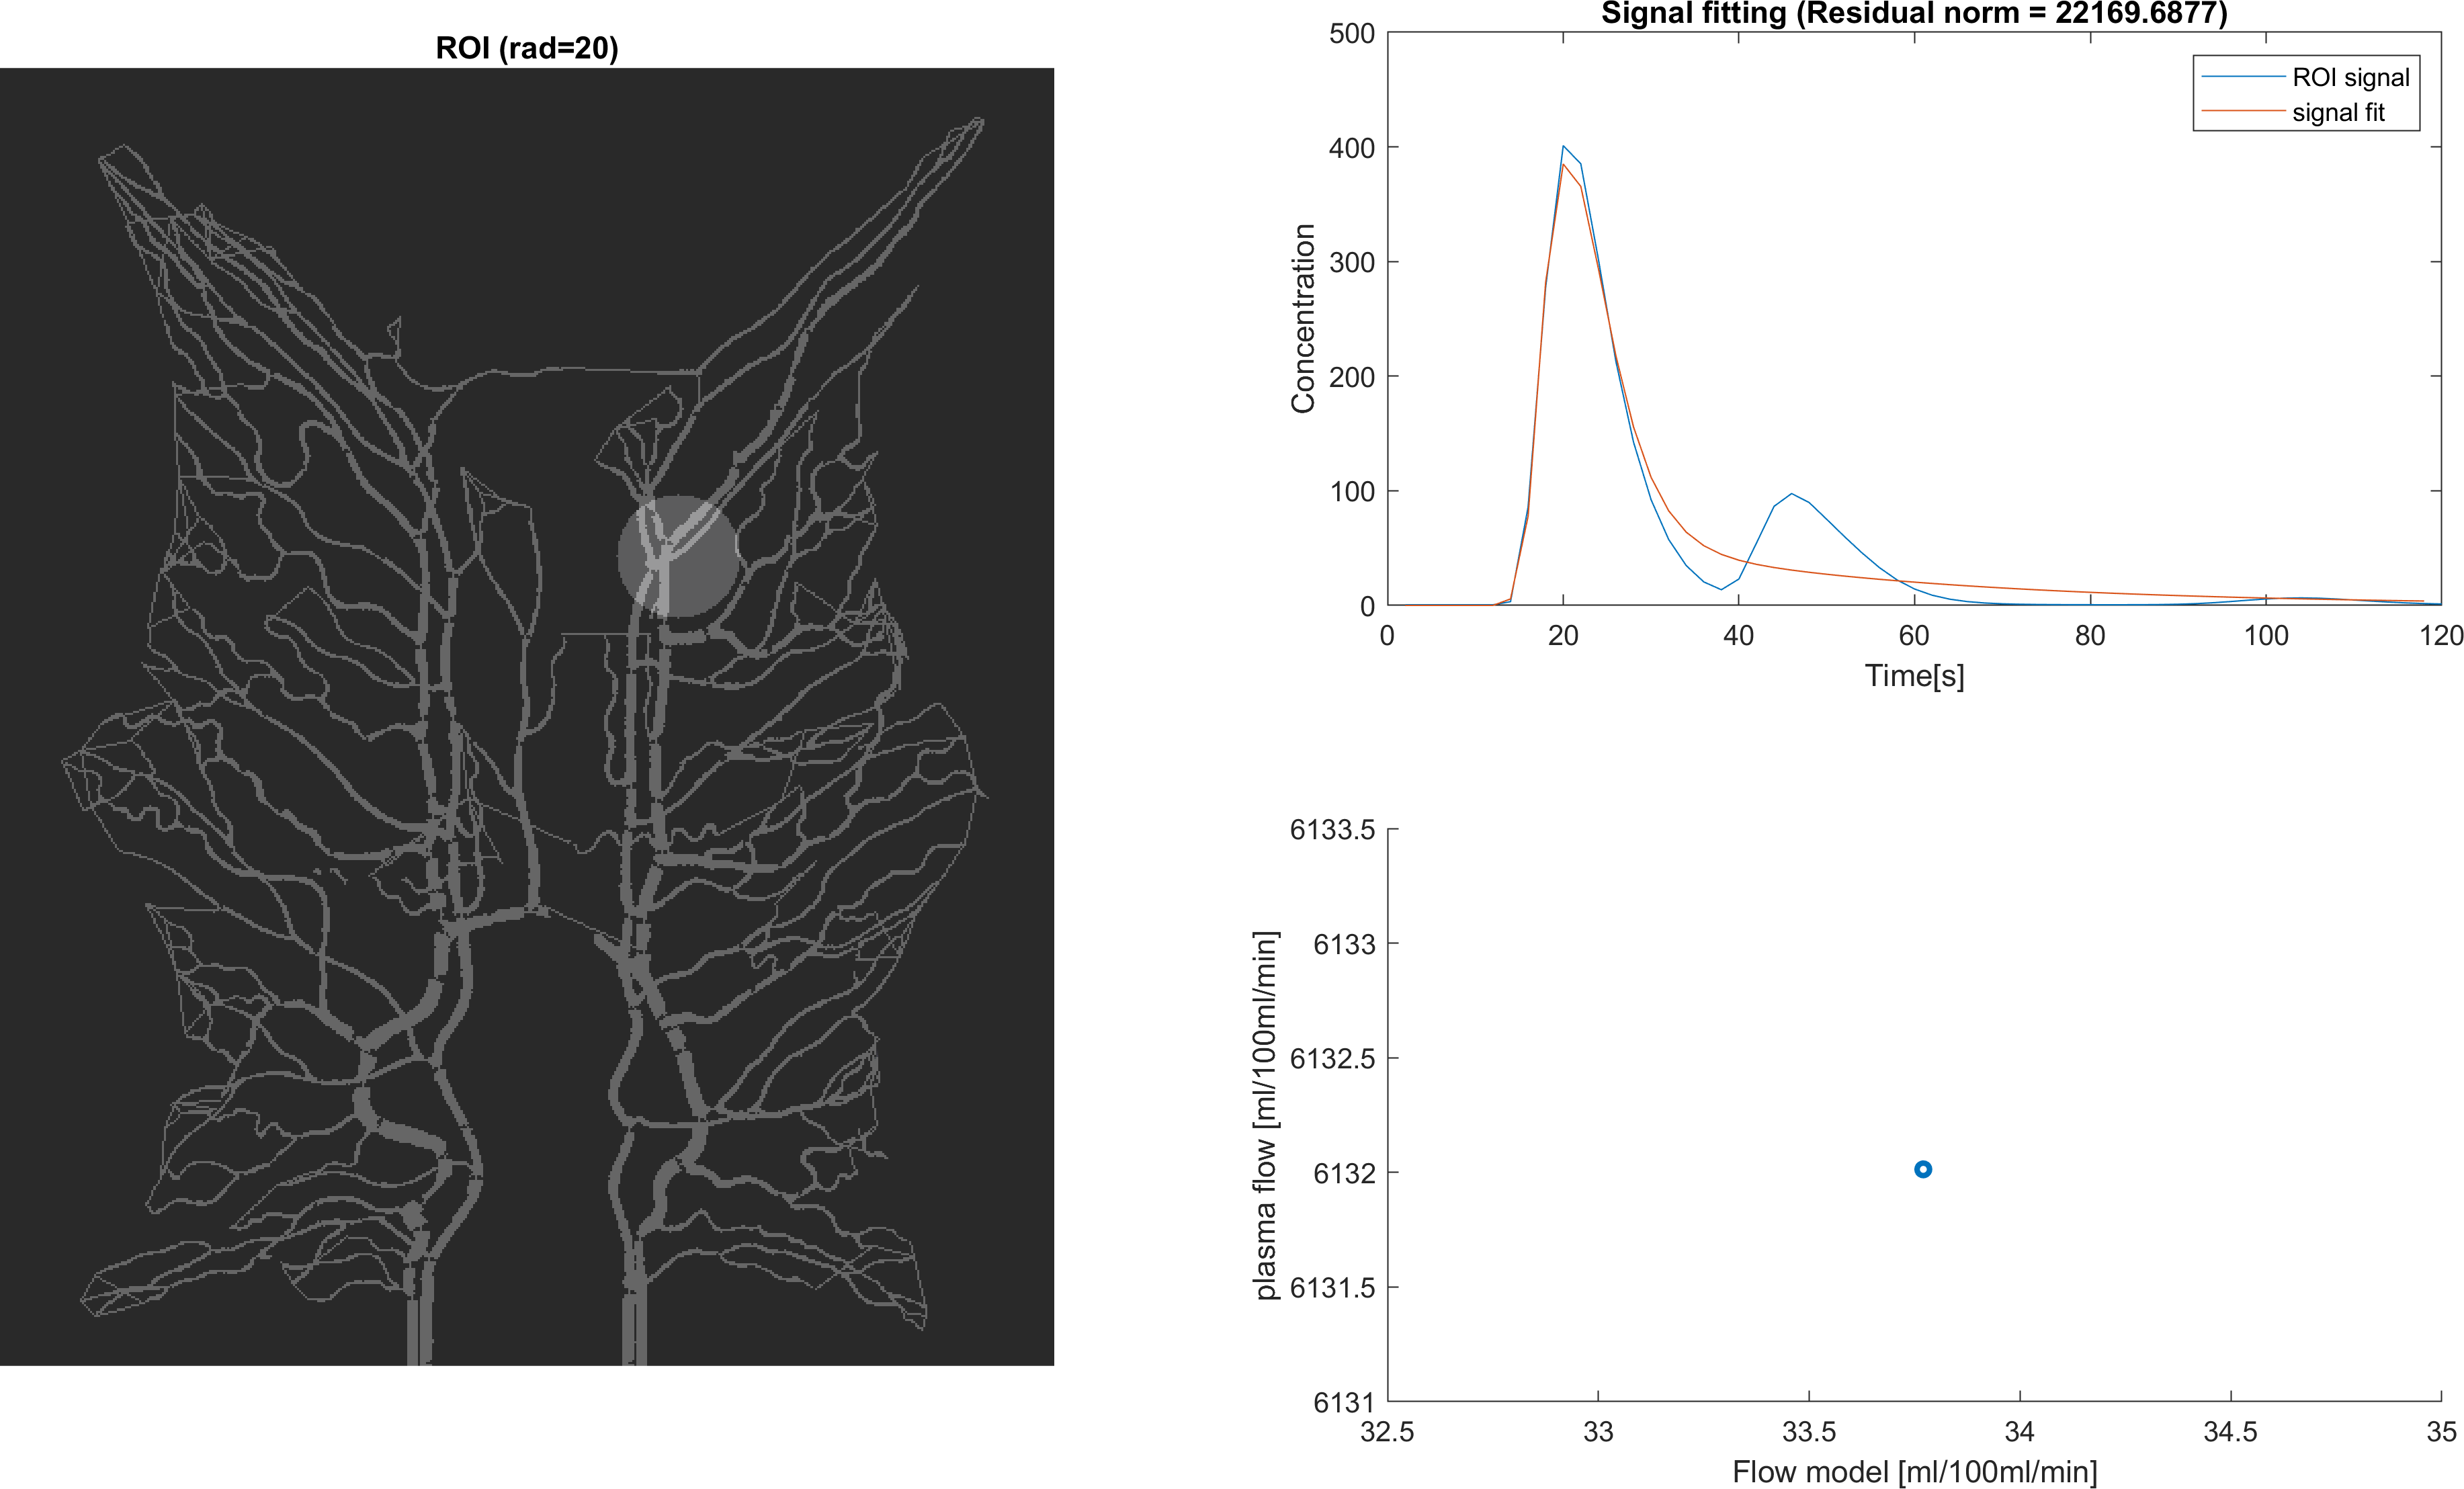 ROI (rad=20)
Signal fitting (Residual norm = 22169.6877)
500
400
300
200
100
0
Concentration
ROI signal
signal fit
0 20 40 60 80 100 120
Time[s]
6133.5
6133
6132.5
6132
6131.5
6131
plasma flow [ml/100ml/min]
32.5 33 33.5 34 34.5 35
Flow model [ml/100ml/min]